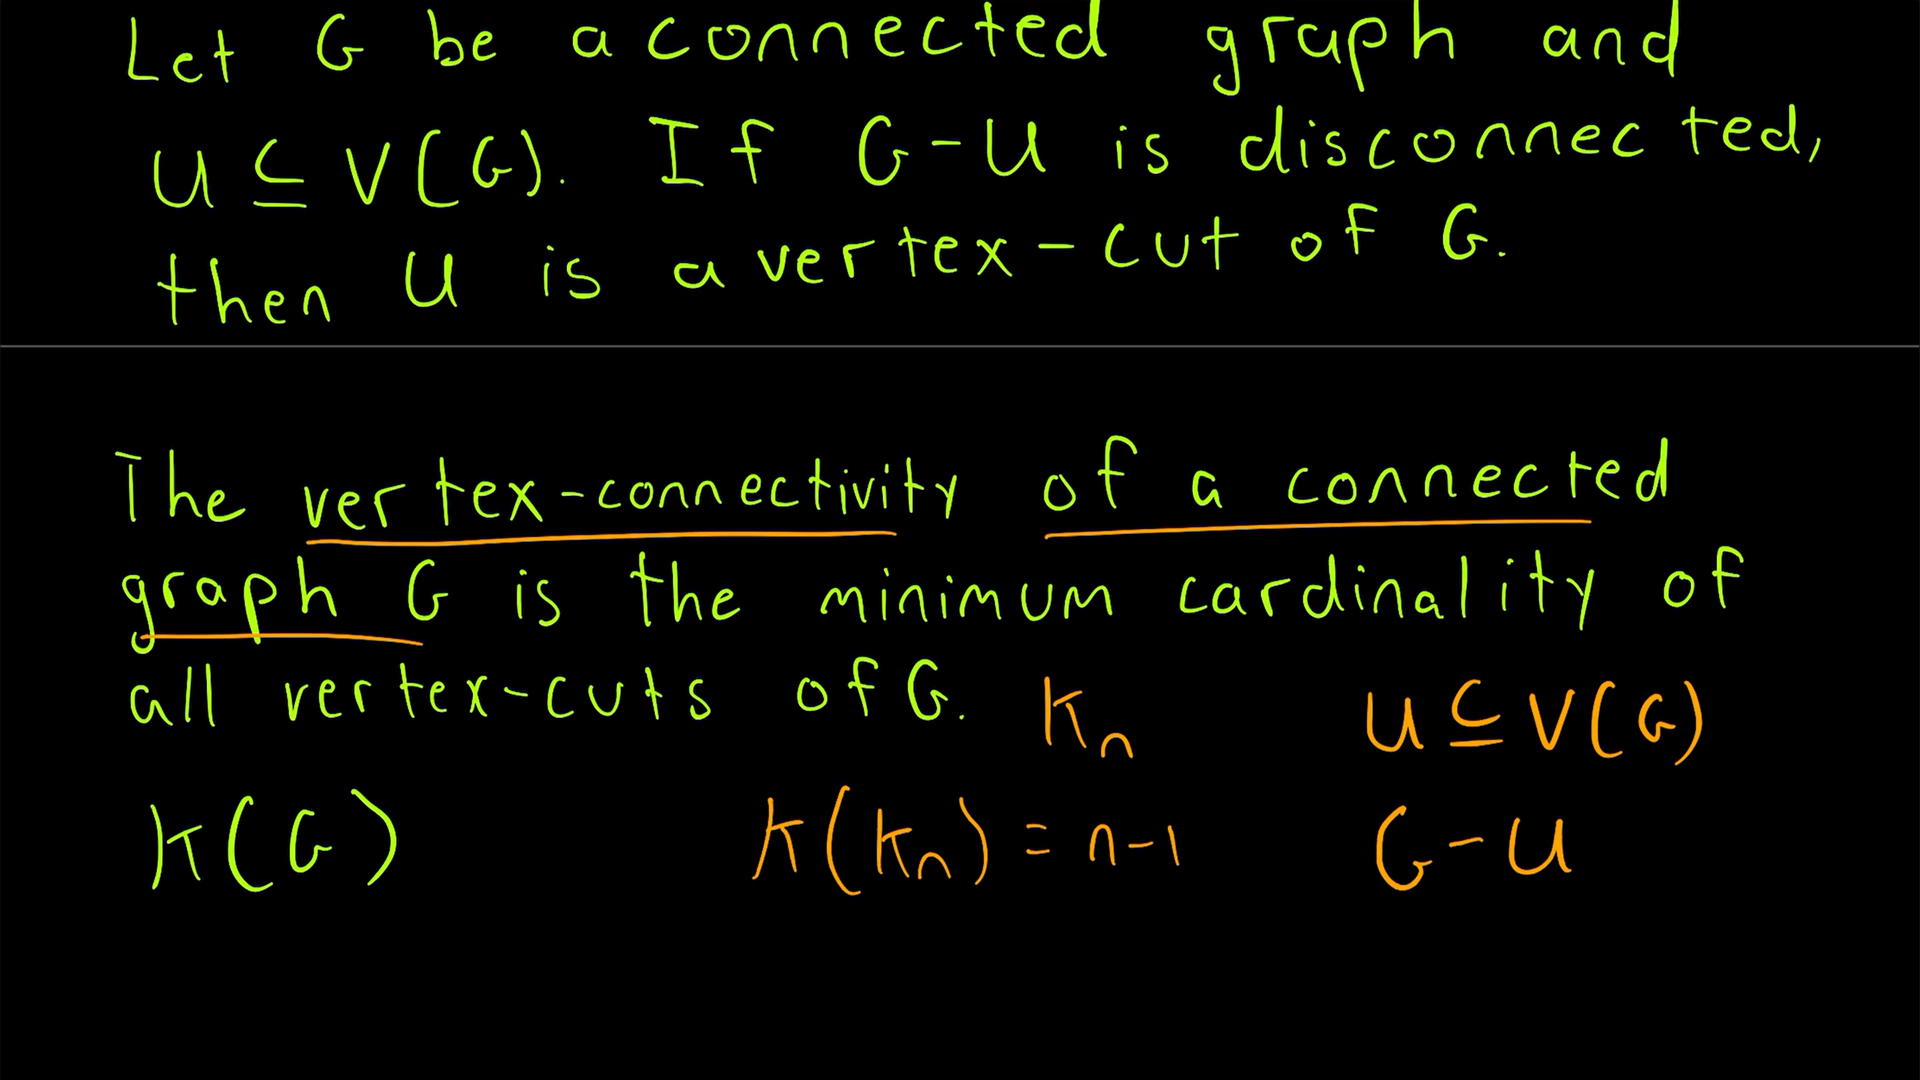 Let G be a connected graph and
U ⊆ V(G). If G-U is disconnected,
then U is a vertex-cut of G.
The vertex-connectivity of a connected
graph G is the minimum cardinality of
all vertex-cuts of G. Kn U ⊆ V(G)
K(G) K(Kn) = n-1 G-U